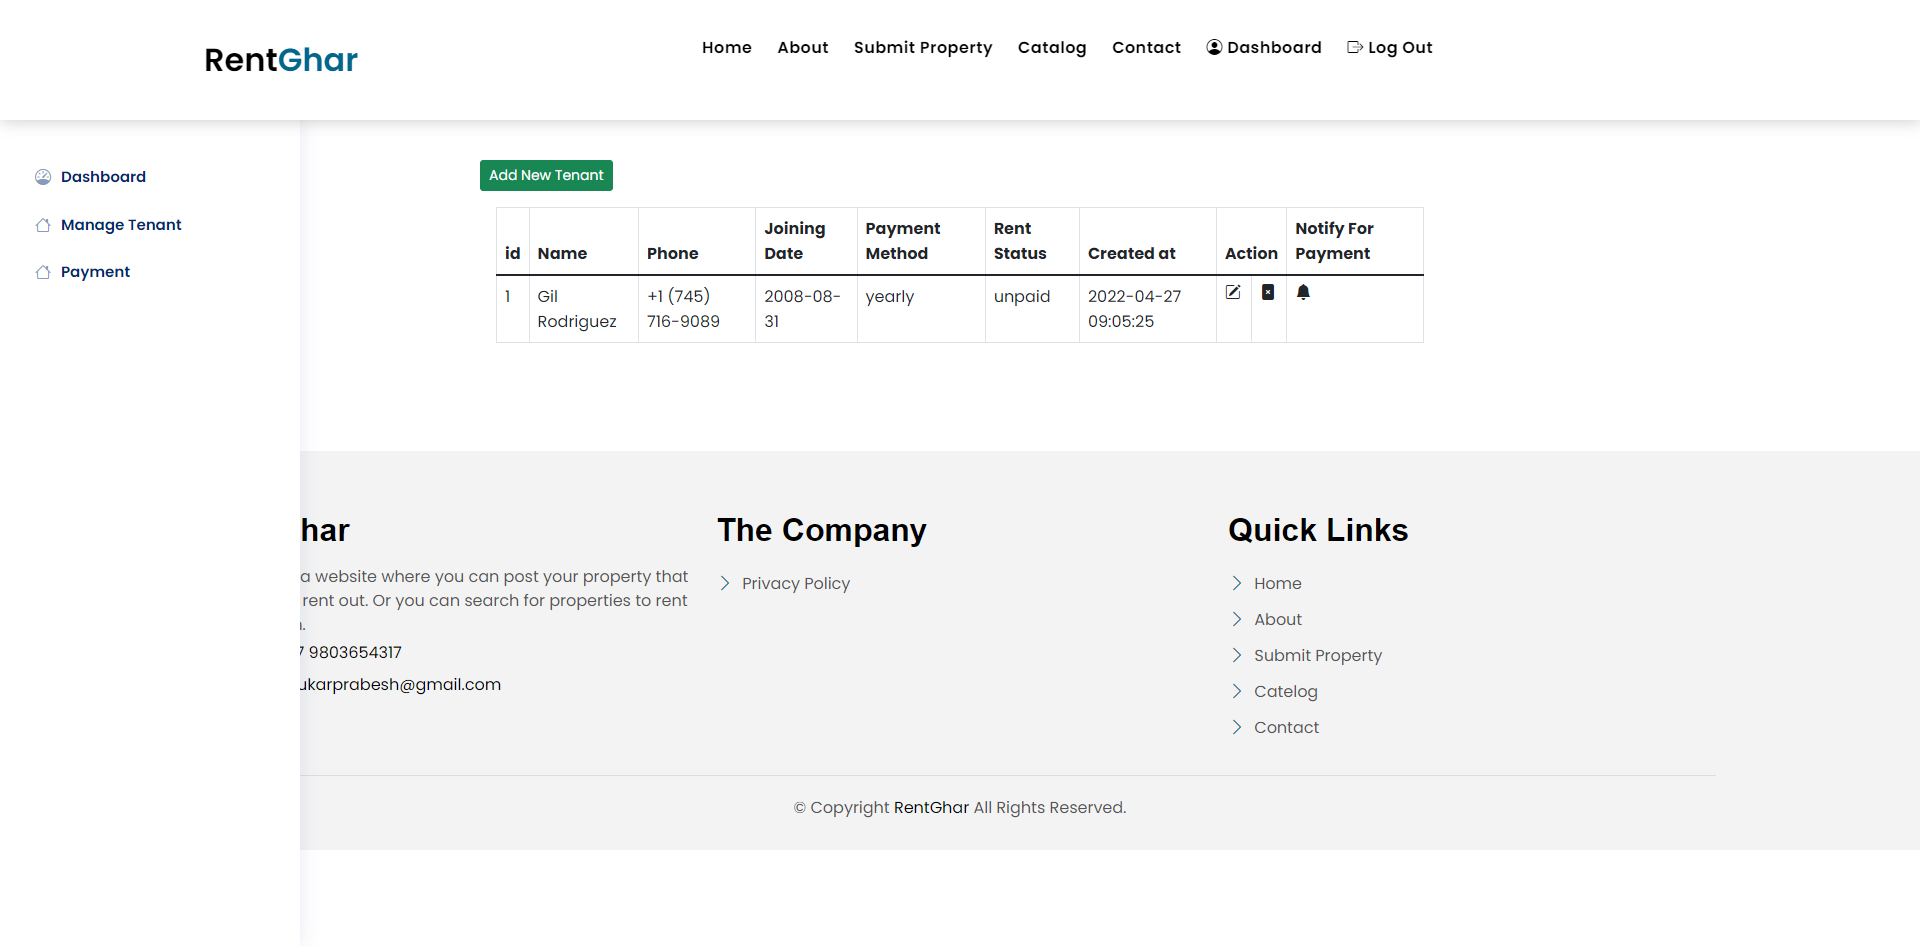 RentGhar
Home About Submit Property Catalog Contact Dashboard Log Out
Dashboard
Manage Tenant
Payment
Add New Tenant
id Name Phone Joining Date Payment Method Rent Status Created at Action Notify For Payment
1 Gil Rodriguez +1 (745) 716-9089 2008-08-31 yearly unpaid 2022-04-27 09:05:25
har
a website where you can post your property that
rent out. Or you can search for properties to rent
7 9803654317
ukarprabesh@gmail.com
The Company
Privacy Policy
Quick Links
Home
About
Submit Property
Catelog
Contact
© Copyright RentGhar All Rights Reserved.